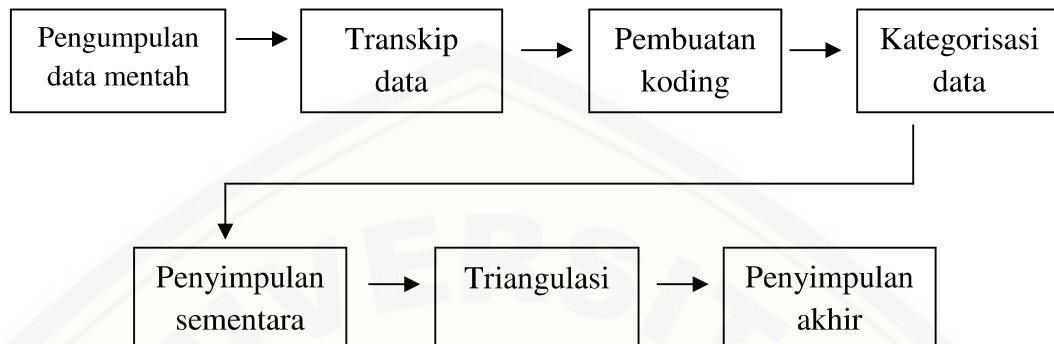 Pengumpulan
data mentah
Transkip
data
Pembuatan
koding
Kategorisasi
data
Penyimpulan
sementara
Triangulasi
Penyimpulan
akhir